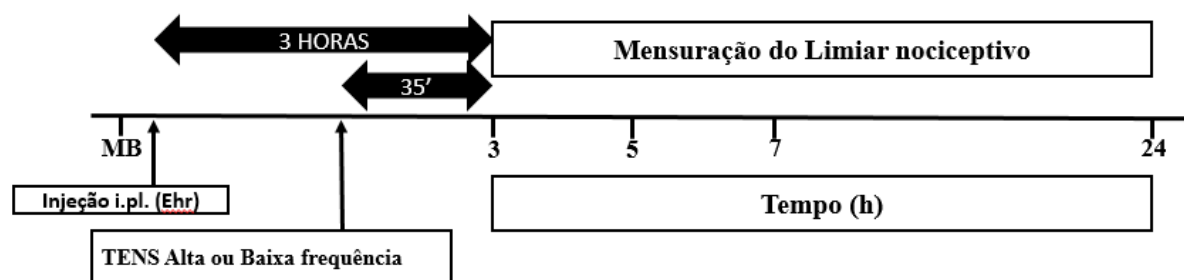 3 HORAS
Mensuração do Limiar nociceptivo
35’
MB
3
5
7
24
Injeção i.pl. (Ehr)
Tempo (h)
TENS Alta ou Baixa frequência